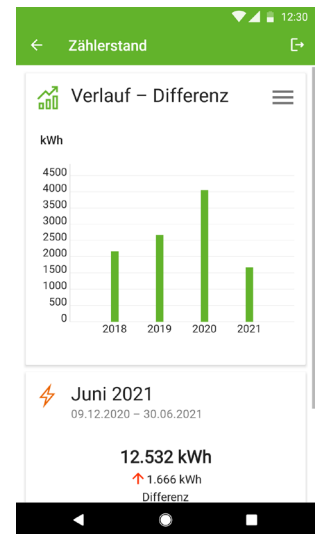 12:30
Zählerstand
Verlauf – Differenz
kWh
4500
4000
3500
3000
2500
2000
1500
1000
500
0
2018 2019 2020 2021
Juni 2021
09.12.2020 – 30.06.2021
12.532 kWh
1.666 kWh
Differenz